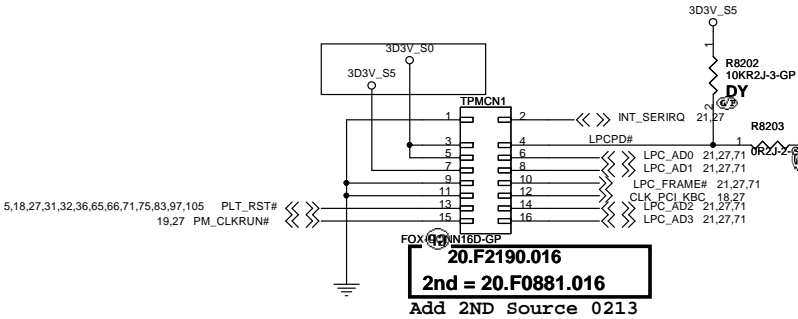 3D3V_S5
3D3V_S0
3D3V_S5
R8202
10KR2J-3-GP
DY
1
2
TPMCN1
1
2
INT_SERIRQ 21,27
R8203
1
3
4
LPCPD#
5
6
LPC_AD0 21,27,71
7
8
LPC_AD1 21,27,71
9
10
LPC_FRAME# 21,27,71
11
12
CLK_PCI_KBC 18,27
5,18,27,31,32,36,65,66,71,75,83,97,105 PLT_RST#
13
14
LPC_AD2 21,27,71
19,27 PM_CLKRUN#
15
16
LPC_AD3 21,27,71
20.F2190.016
2nd = 20.F0881.016
Add 2ND Source 0213